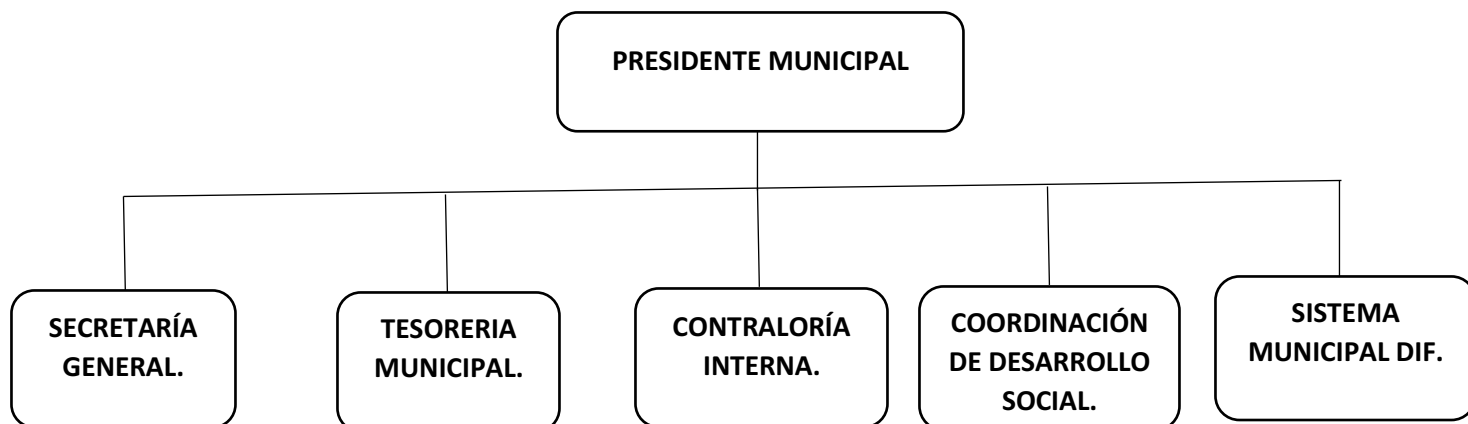 PRESIDENTE MUNICIPAL
SECRETARÍA
GENERAL.
TESORERIA
MUNICIPAL.
CONTRALORÍA
INTERNA.
COORDINACIÓN
DE DESARROLLO
SOCIAL.
SISTEMA
MUNICIPAL DIF.